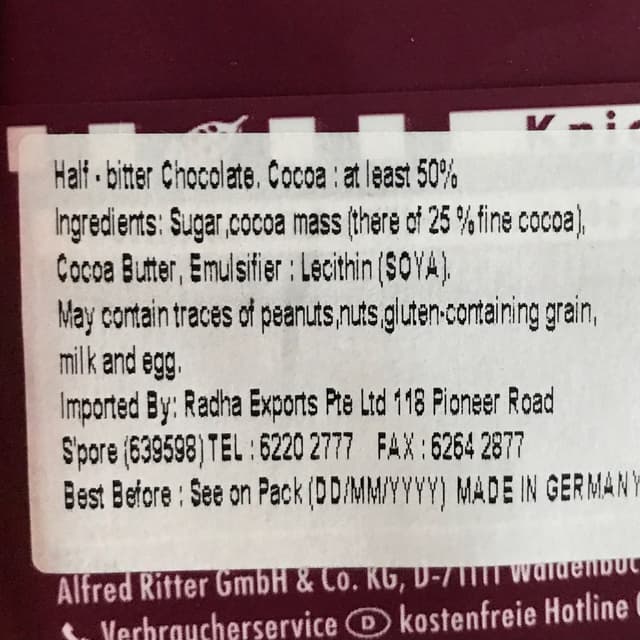 Half - bitter Chocolate. Cocoa : at least 50%
Ingredients: Sugar,cocoa mass (there of 25 % fine cocoa),
Cocoa Butter, Emulsifier : Lecithin (SOYA).
May contain traces of peanuts,nuts,gluten-containing grain,
milk and egg.
Imported By: Radha Exports Pte Ltd 118 Pioneer Road
S'pore (639598) TEL : 6220 2777 FAX : 6264 2877
Best Before : See on Pack (DD/MM/YYYY) MADE IN GERMANY
Alfred Ritter GmbH & Co. KG, D-71111
Verbraucherservice D kostenfreie Hotline